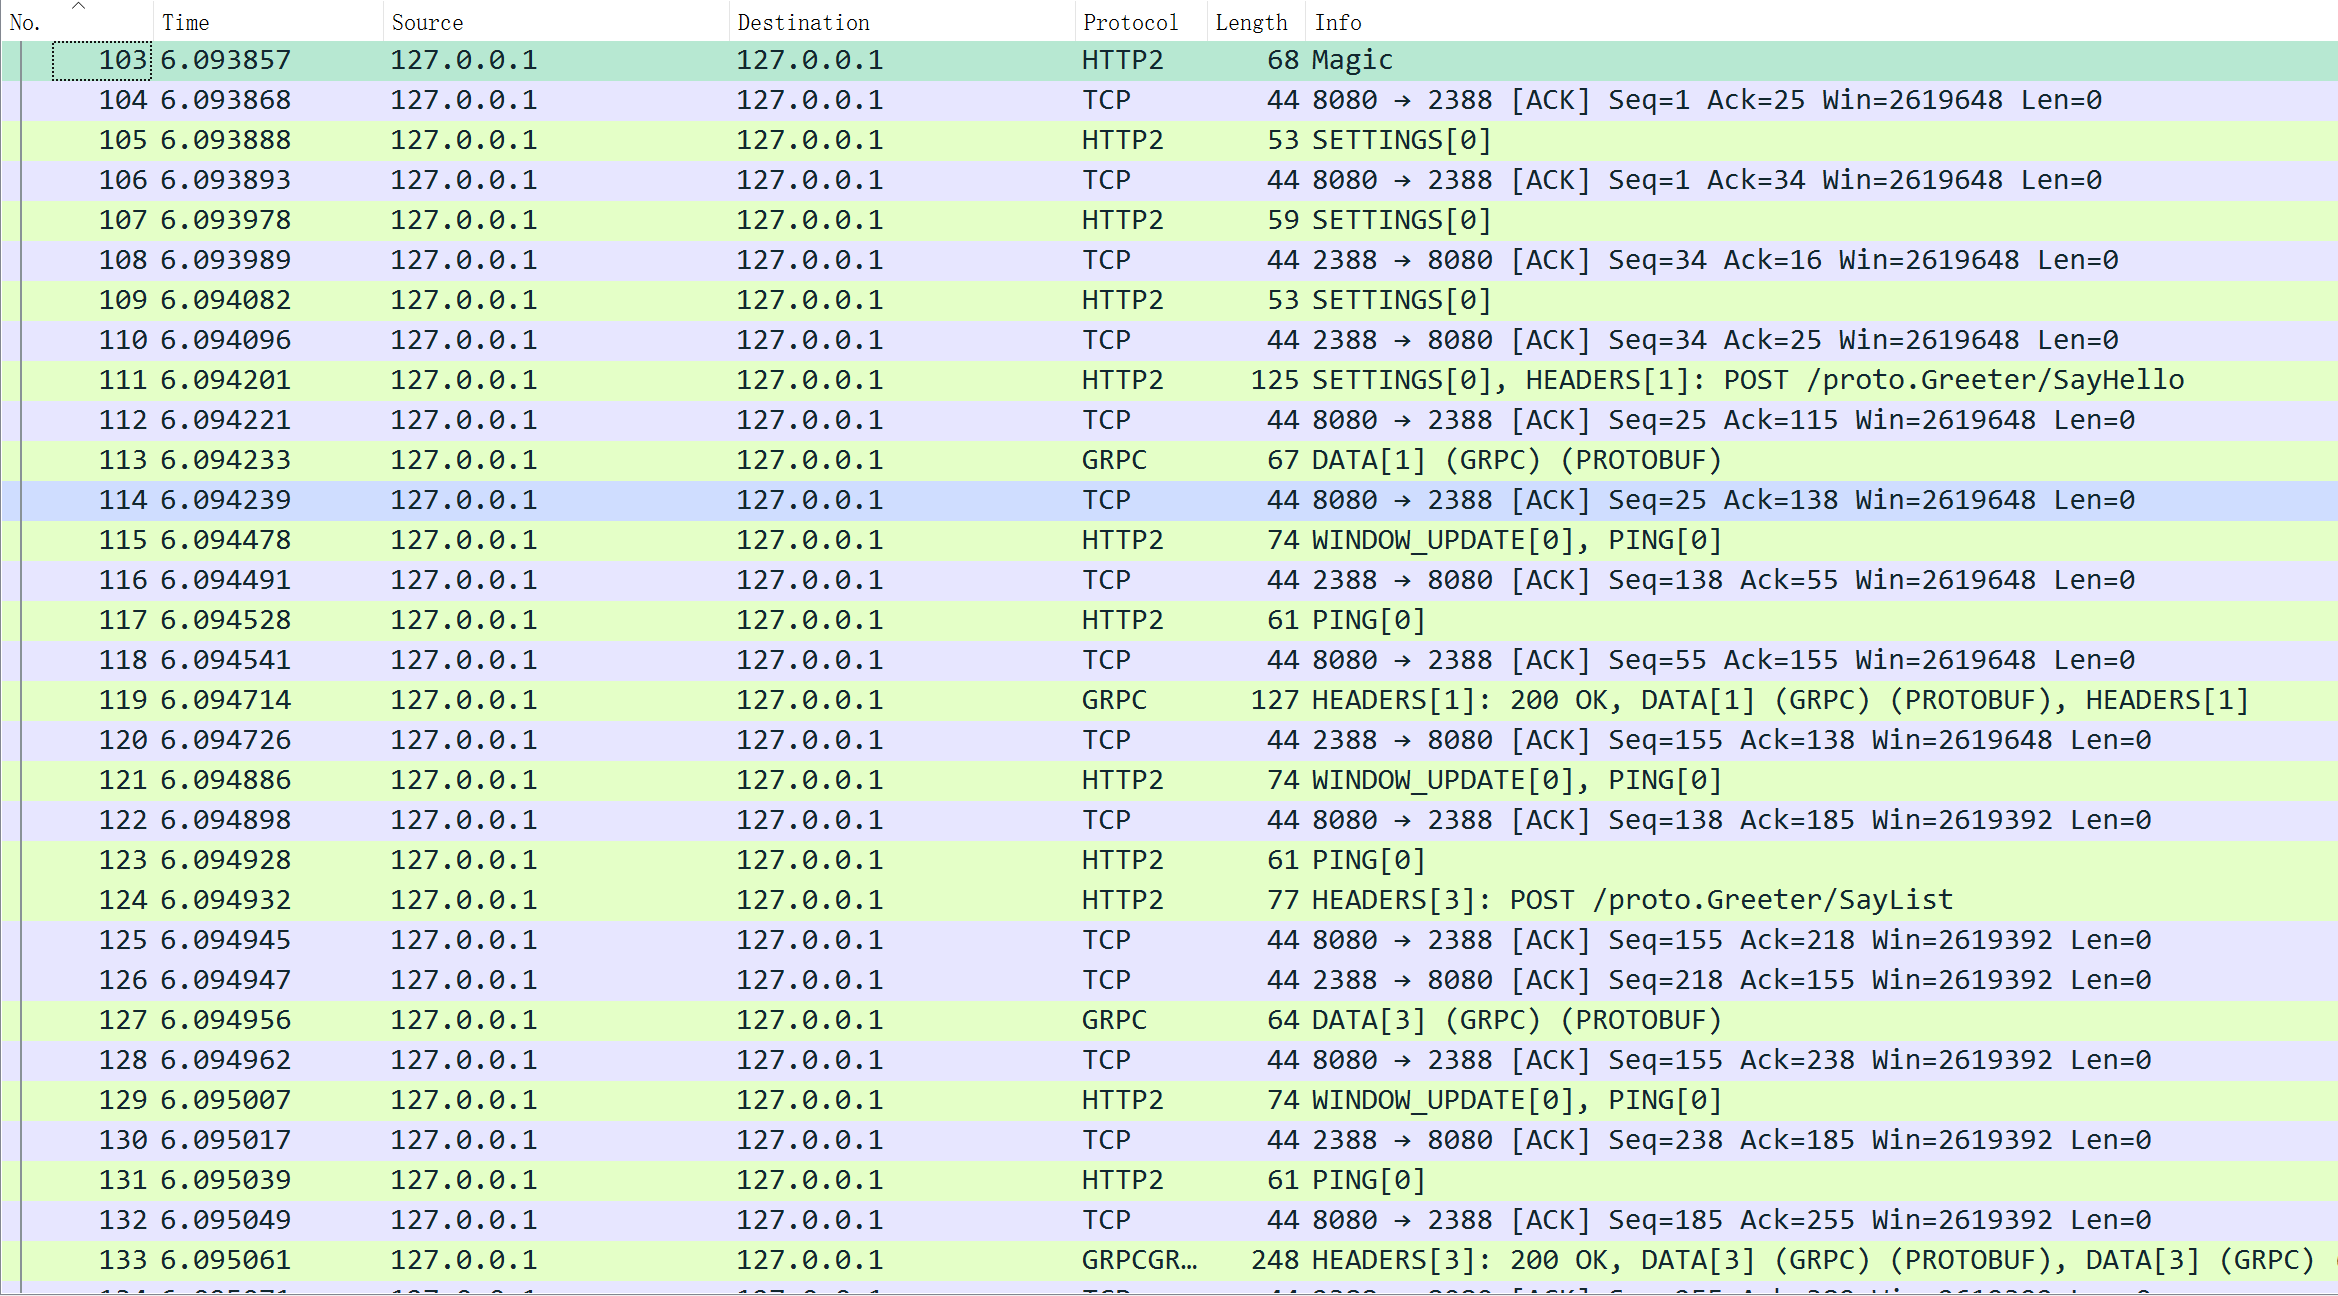 No. Time Source Destination Protocol Length Info
103 6.093857 127.0.0.1 127.0.0.1 HTTP2 68 Magic
104 6.093868 127.0.0.1 127.0.0.1 TCP 44 8080 → 2388 [ACK] Seq=1 Ack=25 Win=2619648 Len=0
105 6.093888 127.0.0.1 127.0.0.1 HTTP2 53 SETTINGS[0]
106 6.093893 127.0.0.1 127.0.0.1 TCP 44 8080 → 2388 [ACK] Seq=1 Ack=34 Win=2619648 Len=0
107 6.093978 127.0.0.1 127.0.0.1 HTTP2 59 SETTINGS[0]
108 6.093989 127.0.0.1 127.0.0.1 TCP 44 2388 → 8080 [ACK] Seq=34 Ack=16 Win=2619648 Len=0
109 6.094082 127.0.0.1 127.0.0.1 HTTP2 53 SETTINGS[0]
110 6.094096 127.0.0.1 127.0.0.1 TCP 44 2388 → 8080 [ACK] Seq=34 Ack=25 Win=2619648 Len=0
111 6.094201 127.0.0.1 127.0.0.1 HTTP2 125 SETTINGS[0], HEADERS[1]: POST /proto.Greeter/SayHello
112 6.094221 127.0.0.1 127.0.0.1 TCP 44 8080 → 2388 [ACK] Seq=25 Ack=115 Win=2619648 Len=0
113 6.094233 127.0.0.1 127.0.0.1 GRPC 67 DATA[1] (GRPC) (PROTOBUF)
114 6.094239 127.0.0.1 127.0.0.1 TCP 44 8080 → 2388 [ACK] Seq=25 Ack=138 Win=2619648 Len=0
115 6.094478 127.0.0.1 127.0.0.1 HTTP2 74 WINDOW_UPDATE[0], PING[0]
116 6.094491 127.0.0.1 127.0.0.1 TCP 44 2388 → 8080 [ACK] Seq=138 Ack=55 Win=2619648 Len=0
117 6.094528 127.0.0.1 127.0.0.1 HTTP2 61 PING[0]
118 6.094541 127.0.0.1 127.0.0.1 TCP 44 8080 → 2388 [ACK] Seq=55 Ack=155 Win=2619648 Len=0
119 6.094714 127.0.0.1 127.0.0.1 GRPC 127 HEADERS[1]: 200 OK, DATA[1] (GRPC) (PROTOBUF), HEADERS[1]
120 6.094726 127.0.0.1 127.0.0.1 TCP 44 2388 → 8080 [ACK] Seq=155 Ack=138 Win=2619648 Len=0
121 6.094886 127.0.0.1 127.0.0.1 HTTP2 74 WINDOW_UPDATE[0], PING[0]
122 6.094898 127.0.0.1 127.0.0.1 TCP 44 8080 → 2388 [ACK] Seq=138 Ack=185 Win=2619392 Len=0
123 6.094928 127.0.0.1 127.0.0.1 HTTP2 61 PING[0]
124 6.094932 127.0.0.1 127.0.0.1 HTTP2 77 HEADERS[3]: POST /proto.Greeter/SayList
125 6.094945 127.0.0.1 127.0.0.1 TCP 44 8080 → 2388 [ACK] Seq=155 Ack=218 Win=2619392 Len=0
126 6.094947 127.0.0.1 127.0.0.1 TCP 44 2388 → 8080 [ACK] Seq=218 Ack=155 Win=2619392 Len=0
127 6.094956 127.0.0.1 127.0.0.1 GRPC 64 DATA[3] (GRPC) (PROTOBUF)
128 6.094962 127.0.0.1 127.0.0.1 TCP 44 8080 → 2388 [ACK] Seq=155 Ack=238 Win=2619392 Len=0
129 6.095007 127.0.0.1 127.0.0.1 HTTP2 74 WINDOW_UPDATE[0], PING[0]
130 6.095017 127.0.0.1 127.0.0.1 TCP 44 2388 → 8080 [ACK] Seq=238 Ack=185 Win=2619392 Len=0
131 6.095039 127.0.0.1 127.0.0.1 HTTP2 61 PING[0]
132 6.095049 127.0.0.1 127.0.0.1 TCP 44 8080 → 2388 [ACK] Seq=185 Ack=255 Win=2619392 Len=0
133 6.095061 127.0.0.1 127.0.0.1 GRPCGR… 248 HEADERS[3]: 200 OK, DATA[3] (GRPC) (PROTOBUF), DATA[3] (GRPC)